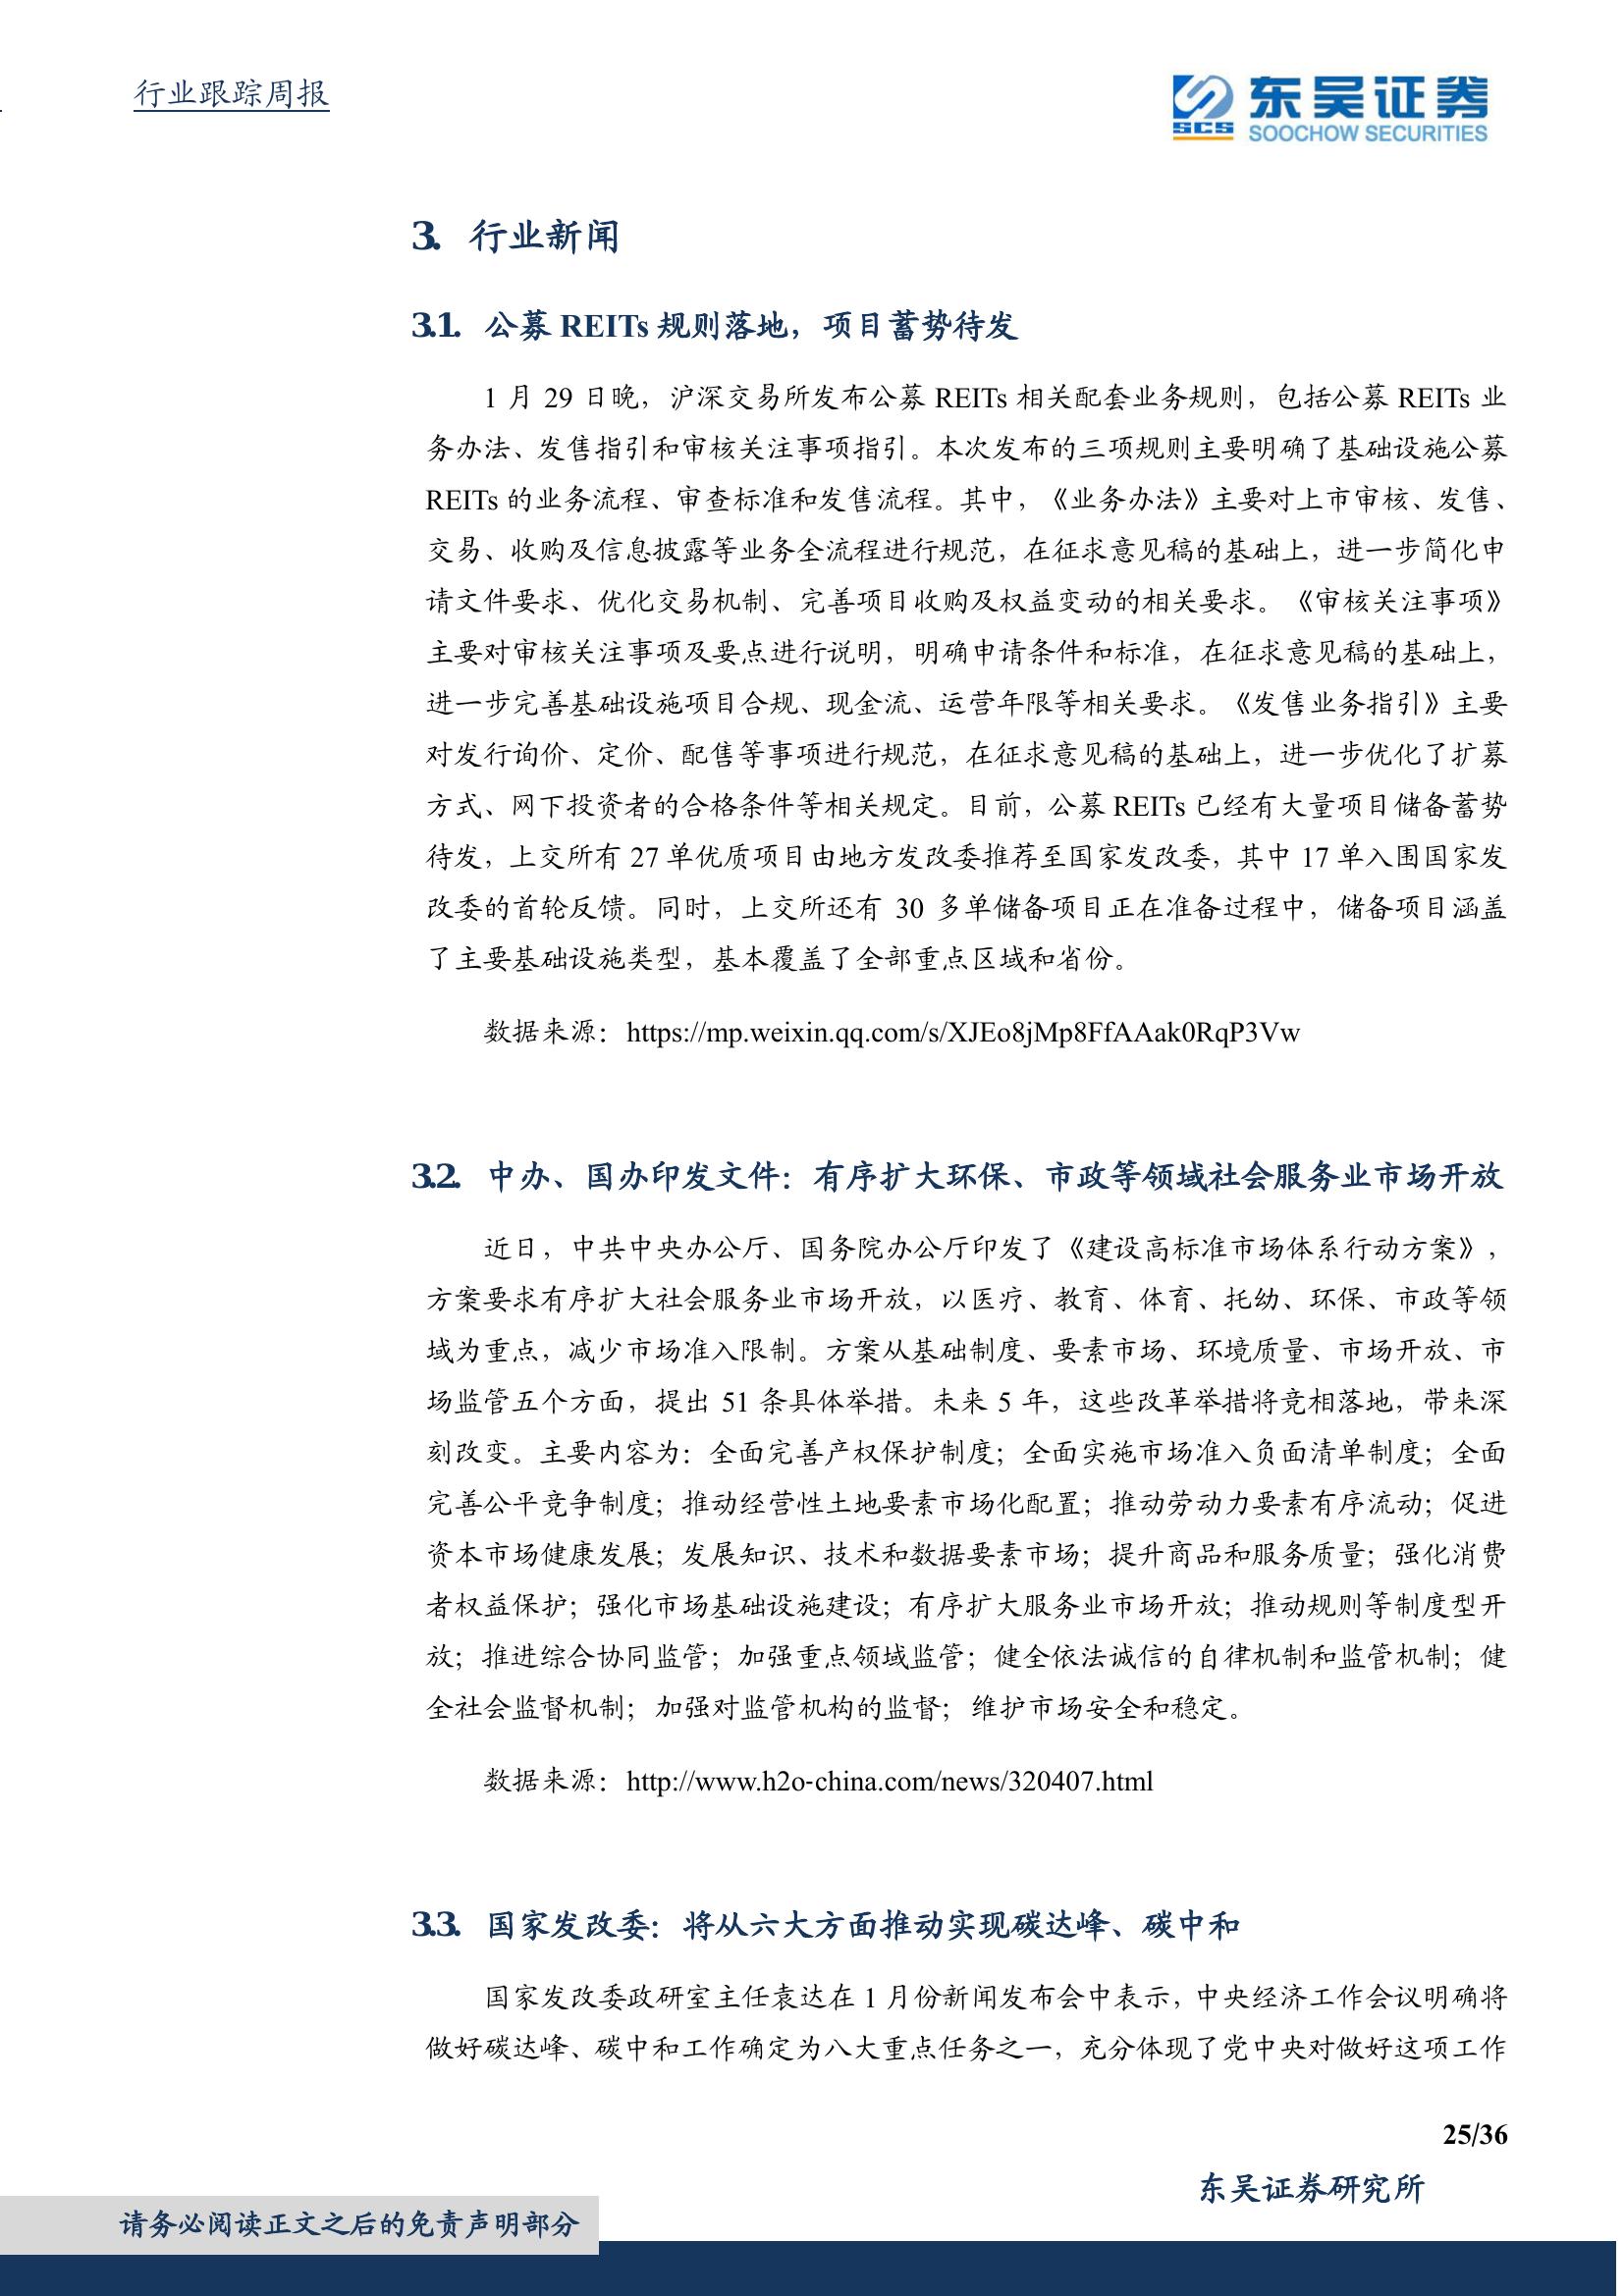 行业跟踪周报
SCS 东吴证券
SOOCHOW SECURITIES
3. 行业新闻
3.1. 公募 REITs 规则落地，项目蓄势待发
1 月 29 日晚，沪深交易所发布公募 REITs 相关配套业务规则，包括公募 REITs 业
务办法、发售指引和审核关注事项指引。本次发布的三项规则主要明确了基础设施公募
REITs 的业务流程、审查标准和发售流程。其中，《业务办法》主要对上市审核、发售、
交易、收购及信息披露等业务全流程进行规范，在征求意见稿的基础上，进一步简化申
请文件要求、优化交易机制、完善项目收购及权益变动的相关要求。《审核关注事项》
主要对审核关注事项及要点进行说明，明确申请条件和标准，在征求意见稿的基础上，
进一步完善基础设施项目合规、现金流、运营年限等相关要求。《发售业务指引》主要
对发行询价、定价、配售等事项进行规范，在征求意见稿的基础上，进一步优化了扩募
方式、网下投资者的合格条件等相关规定。目前，公募 REITs 已经有大量项目储备蓄势
待发，上交所有 27 单优质项目由地方发改委推荐至国家发改委，其中 17 单入围国家发
改委的首轮反馈。同时，上交所还有 30 多单储备项目正在准备过程中，储备项目涵盖
了主要基础设施类型，基本覆盖了全部重点区域和省份。
数据来源：https://mp.weixin.qq.com/s/XJEo8jMp8FfAAak0RqP3Vw
3.2. 中办、国办印发文件：有序扩大环保、市政等领域社会服务业市场开放
近日，中共中央办公厅、国务院办公厅印发了《建设高标准市场体系行动方案》，
方案要求有序扩大社会服务业市场开放，以医疗、教育、体育、托幼、环保、市政等领
域为重点，减少市场准入限制。方案从基础制度、要素市场、环境质量、市场开放、市
场监管五个方面，提出 51 条具体举措。未来 5 年，这些改革举措将竞相落地，带来深
刻改变。主要内容为：全面完善产权保护制度；全面实施市场准入负面清单制度；全面
完善公平竞争制度；推动经营性土地要素市场化配置；推动劳动力要素有序流动；促进
资本市场健康发展；发展知识、技术和数据要素市场；提升商品和服务质量；强化消费
者权益保护；强化市场基础设施建设；有序扩大服务业市场开放；推动规则等制度型开
放；推进综合协同监管；加强重点领域监管；健全依法诚信的自律机制和监管机制；健
全社会监督机制；加强对监管机构的监督；维护市场安全和稳定。
数据来源：http://www.h2o-china.com/news/320407.html
3.3. 国家发改委：将从六大方面推动实现碳达峰、碳中和
国家发改委政研室主任袁达在 1 月份新闻发布会中表示，中央经济工作会议明确将
做好碳达峰、碳中和工作确定为八大重点任务之一，充分体现了党中央对做好这项工作
25/36
东吴证券研究所
请务必阅读正文之后的免责声明部分